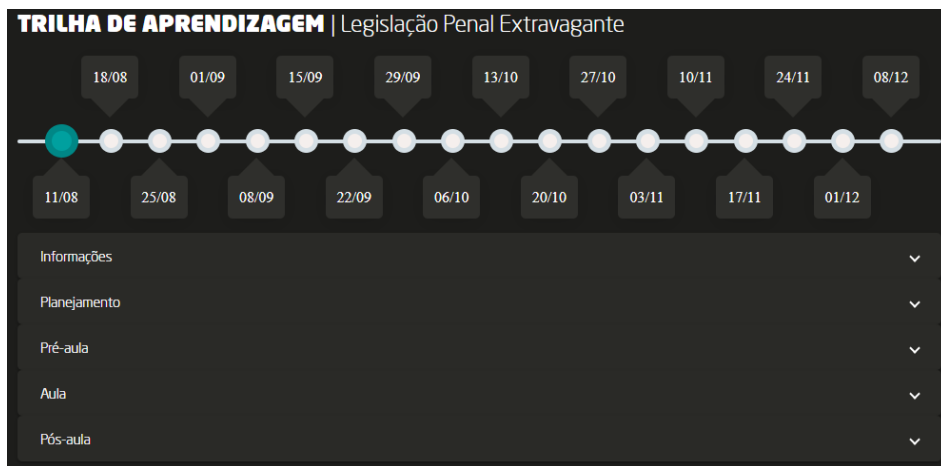 TRILHA DE APRENDIZAGEM | Legislação Penal Extravagante
18/08 01/09 15/09 29/09 13/10 27/10 10/11 24/11 08/12
11/08 25/08 08/09 22/09 06/10 20/10 03/11 17/11 01/12
Informações
Planejamento
Pré-aula
Aula
Pós-aula